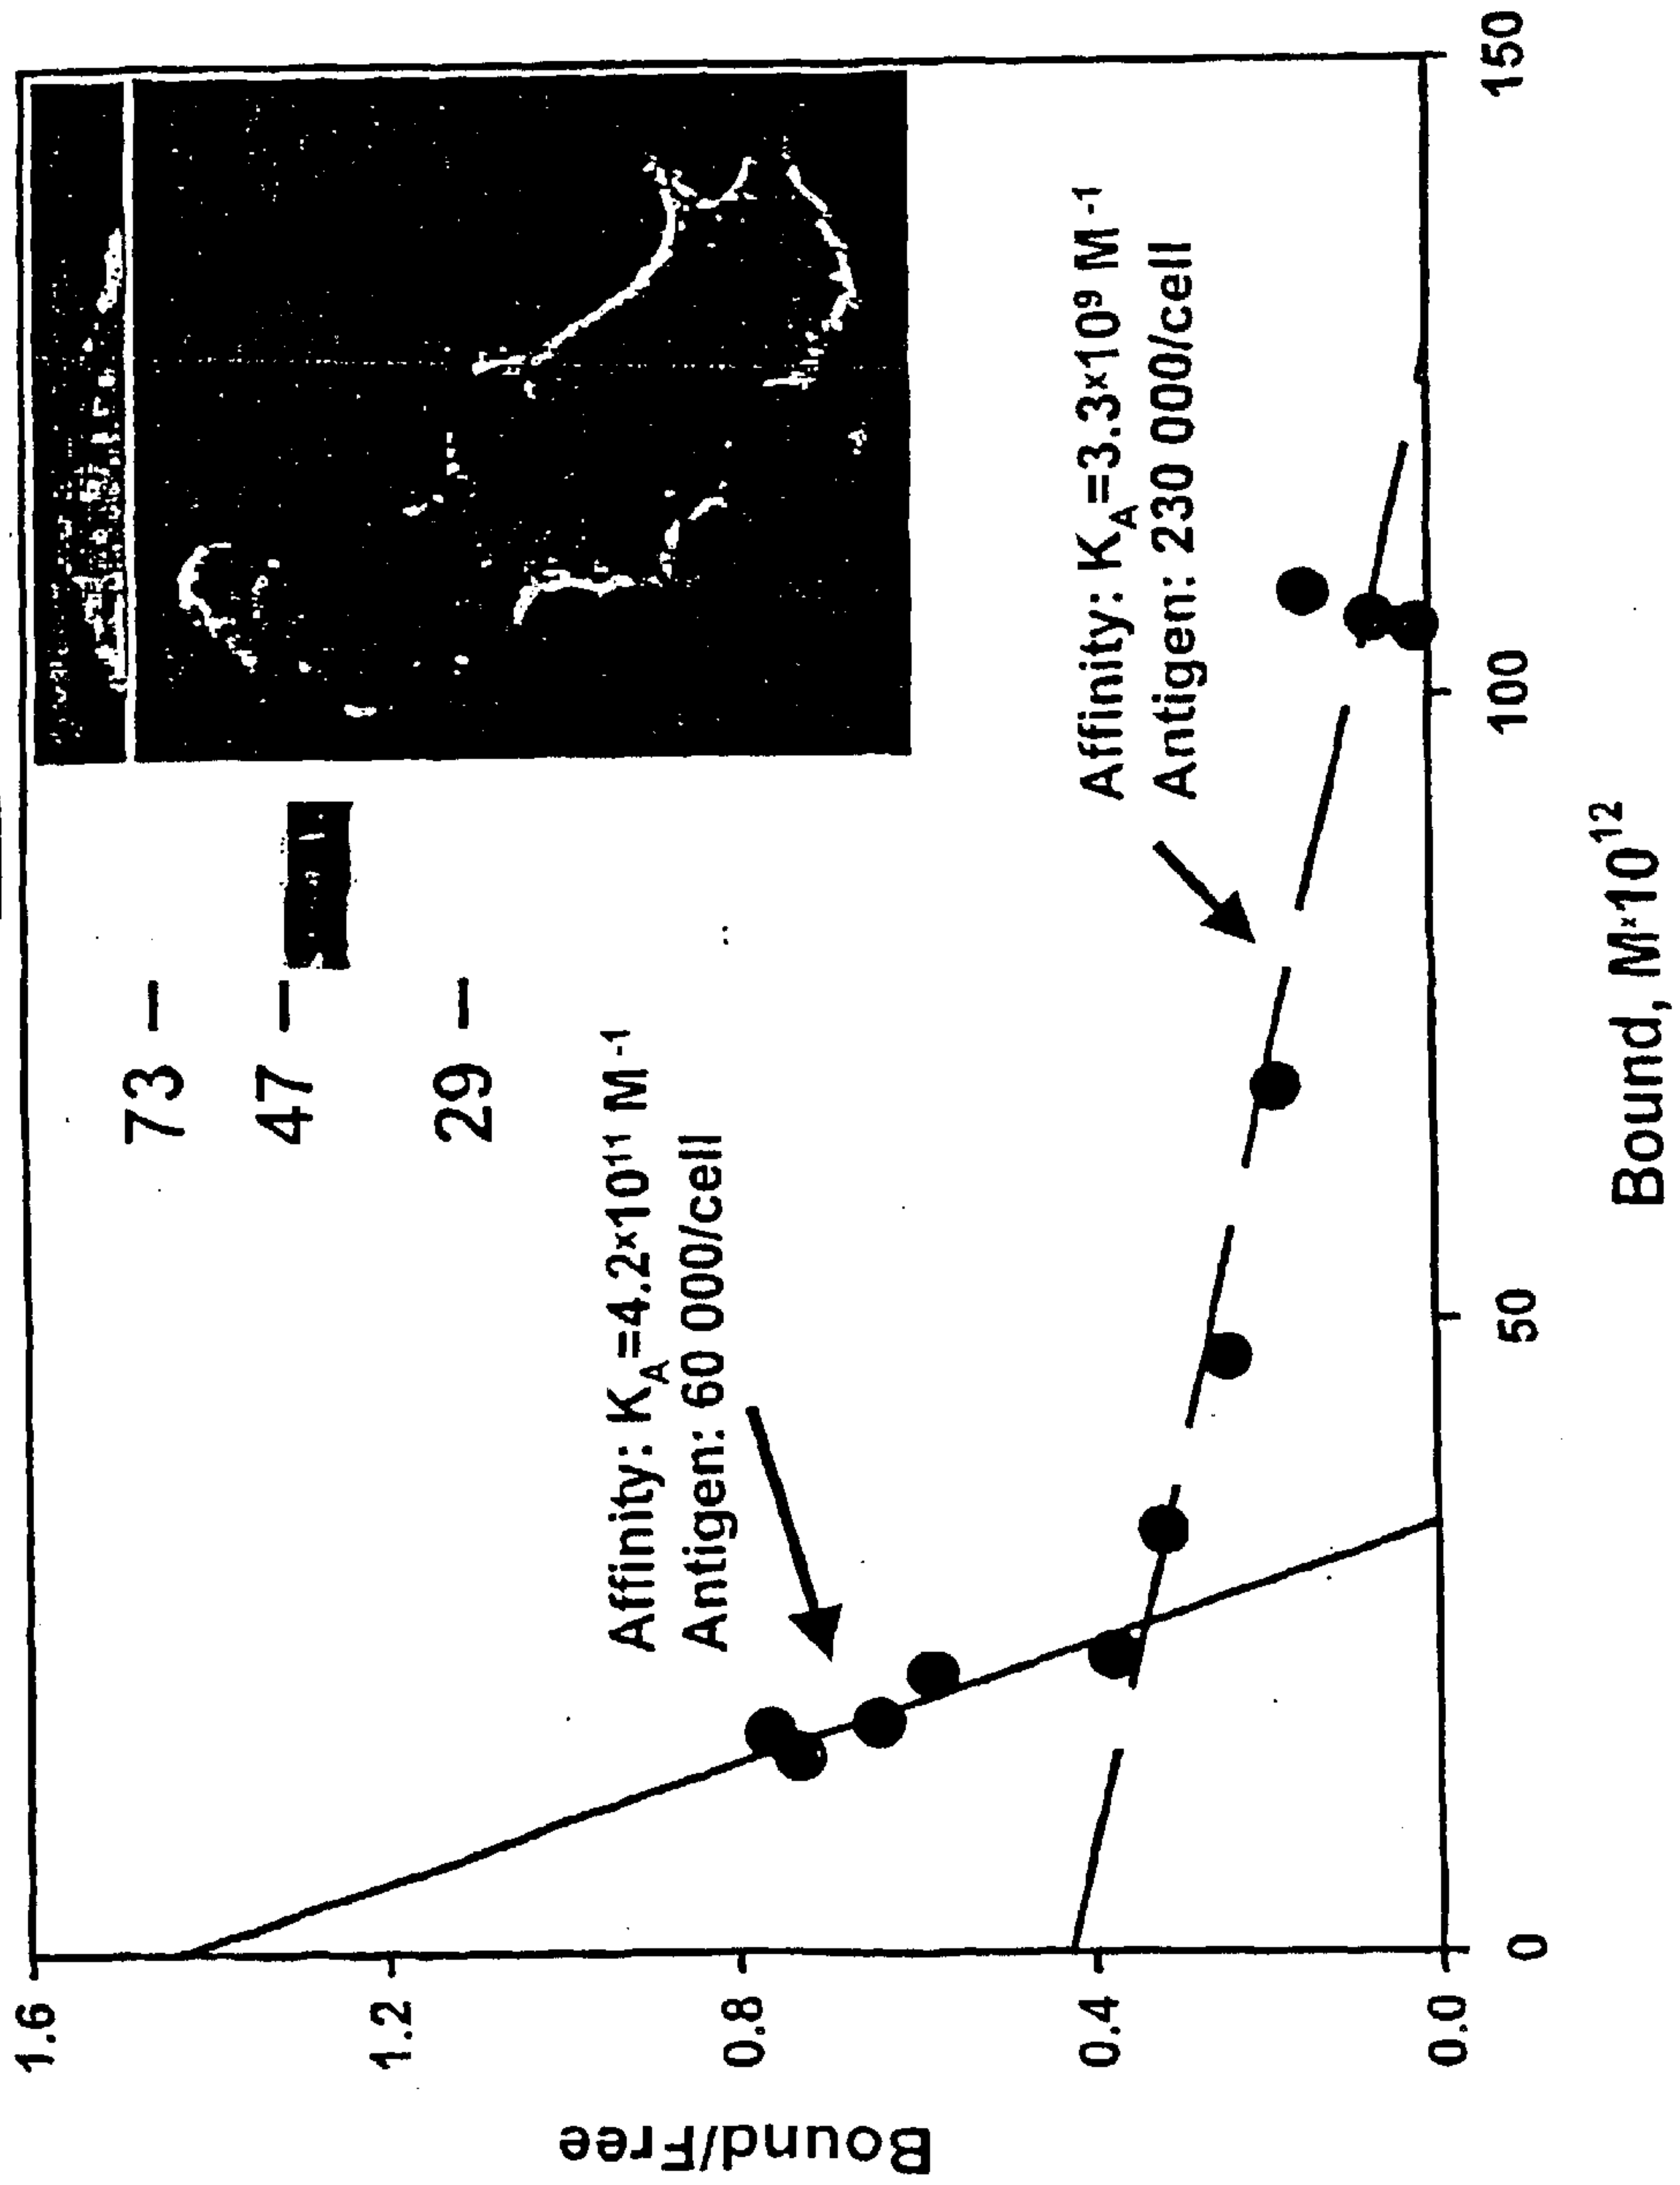 Bound/Free
1.6
1.2
0.8
0.4
0.0
73
47
29
Affinity: K_A=4.2×10¹¹ M⁻¹
Antigen: 60 000/cell
Affinity: K_A=3.3×10⁹ M⁻¹
Antigen: 230 000/cell
0
50
100
150
Bound, M×10¹²